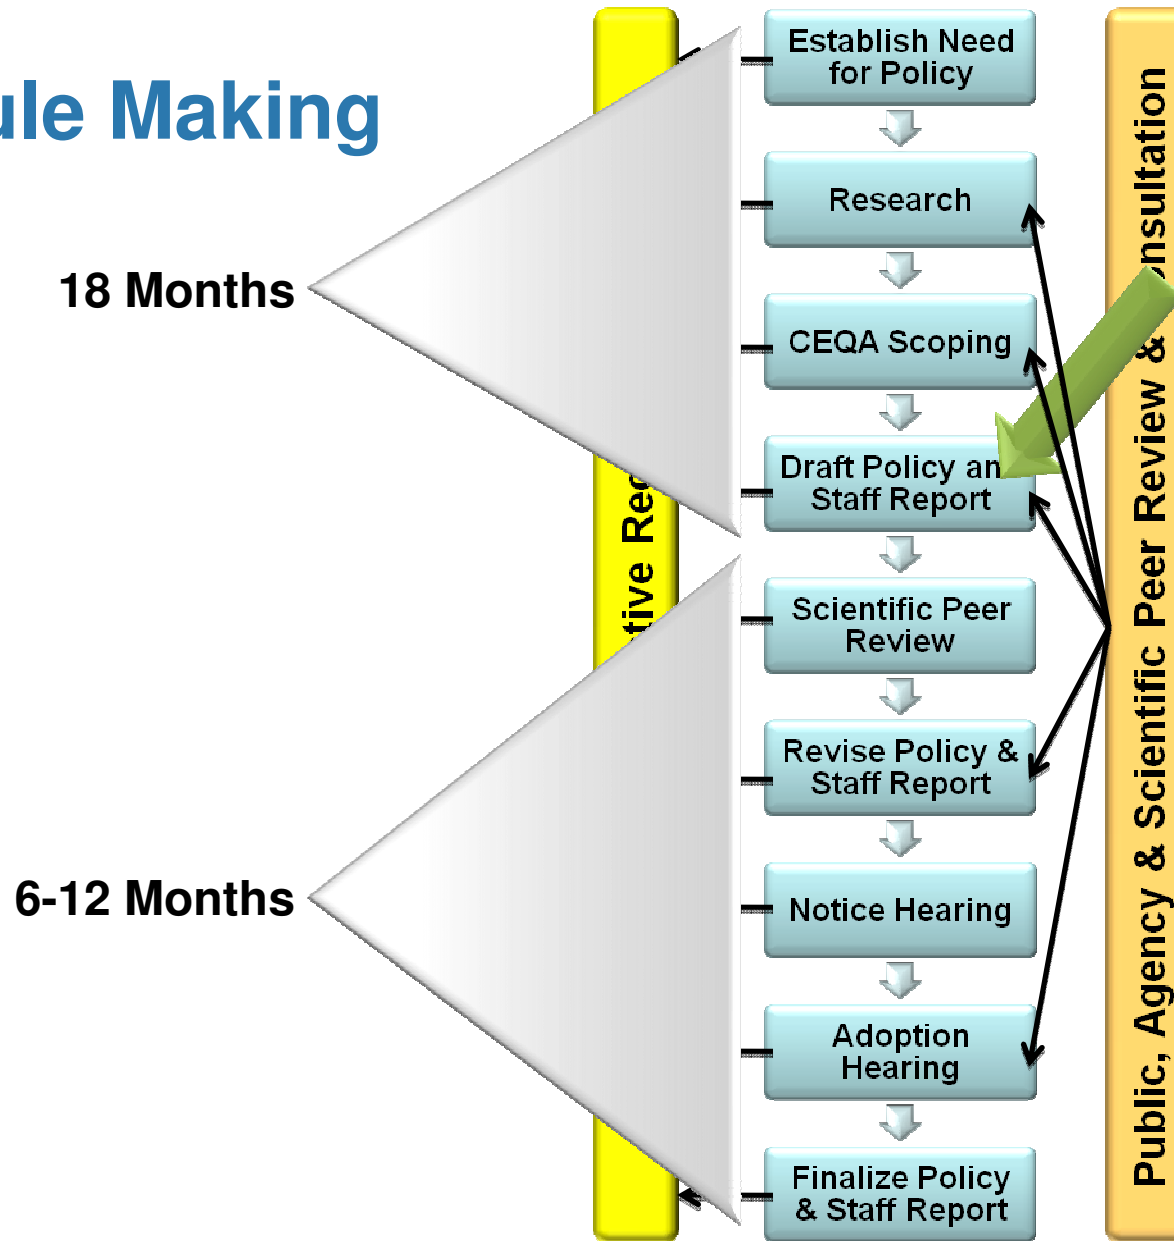 ule Making
18 Months
6-12 Months
tive Rec
Establish Need
for Policy
Research
CEQA Scoping
Draft Policy an
Staff Report
Scientific Peer
Review
Revise Policy &
Staff Report
Notice Hearing
Adoption
Hearing
Finalize Policy
& Staff Report
Public, Agency & Scientific Peer Review & onsultation